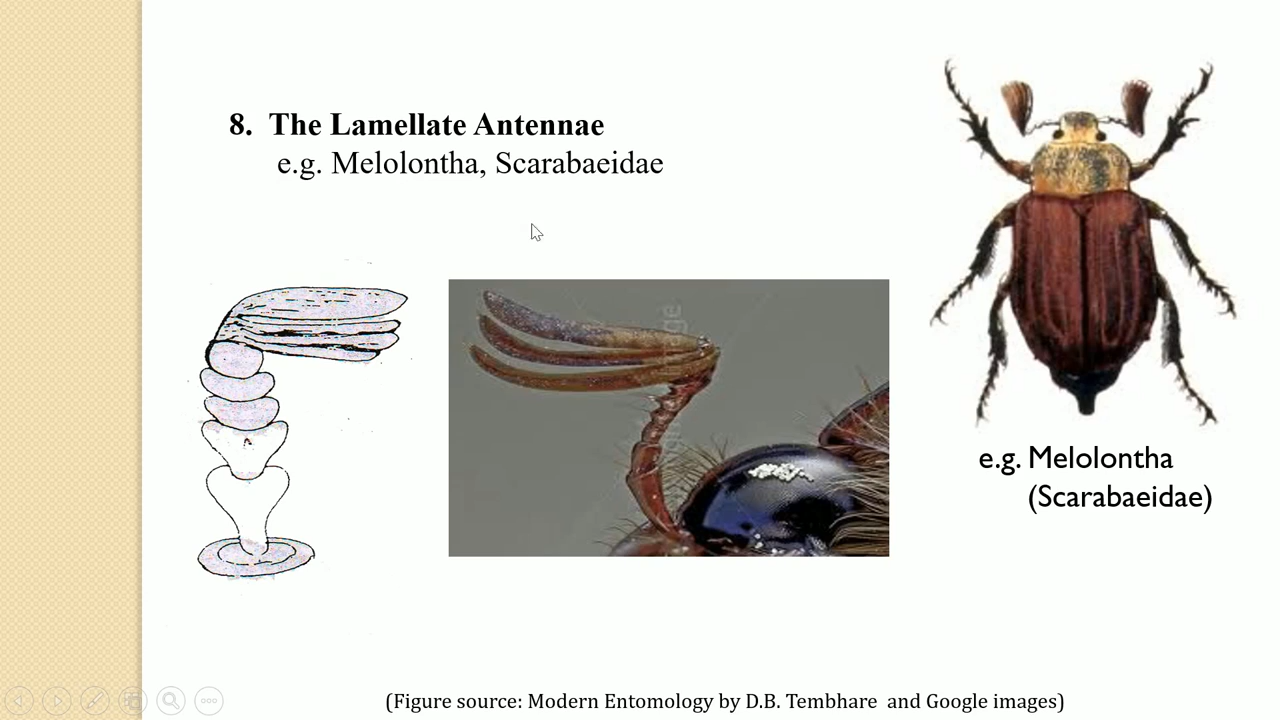 8. The Lamellate Antennae
e.g. Melolontha, Scarabaeidae
e.g. Melolontha
(Scarabaeidae)
(Figure source: Modern Entomology by D.B. Tembhare and Google images)